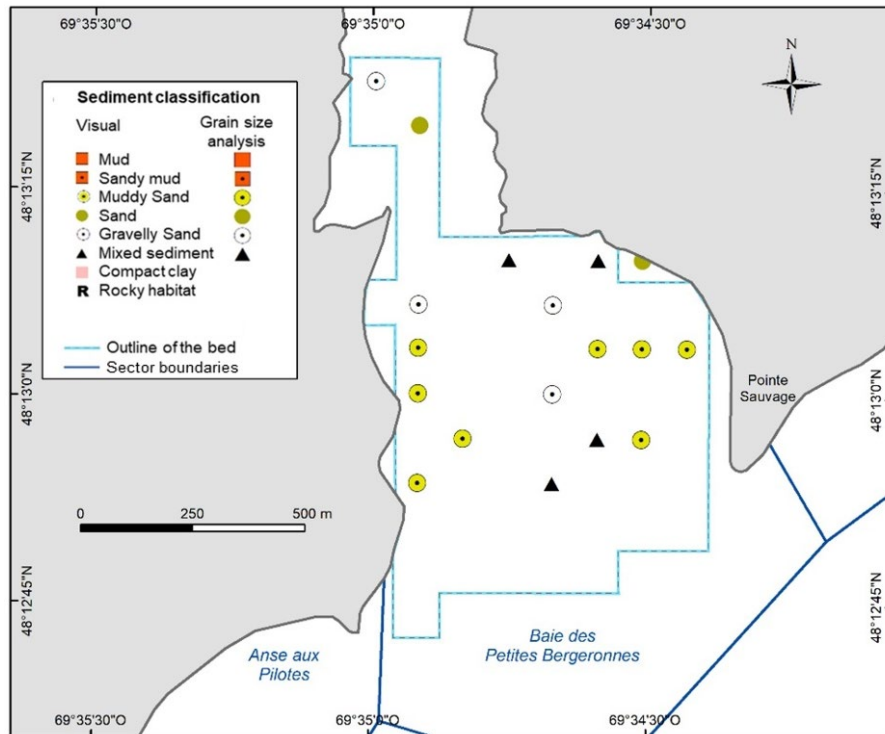 69°35'30"O 69°35'0"O 69°34'30"O
N
Sediment classification
Visual Grain size
analysis
Mud
Sandy mud
Muddy Sand
Sand
Gravelly Sand
Mixed sediment
Compact clay
R Rocky habitat
Outline of the bed
Sector boundaries
48°13'15"N 48°13'15"N
48°13'0"N 48°13'0"N
Pointe
Sauvage
0 250 500 m
48°12'45"N 48°12'45"N
Anse aux
Pilotes
Baie des
Petites Bergeronnes
69°35'30"O 69°35'0"O 69°34'30"O